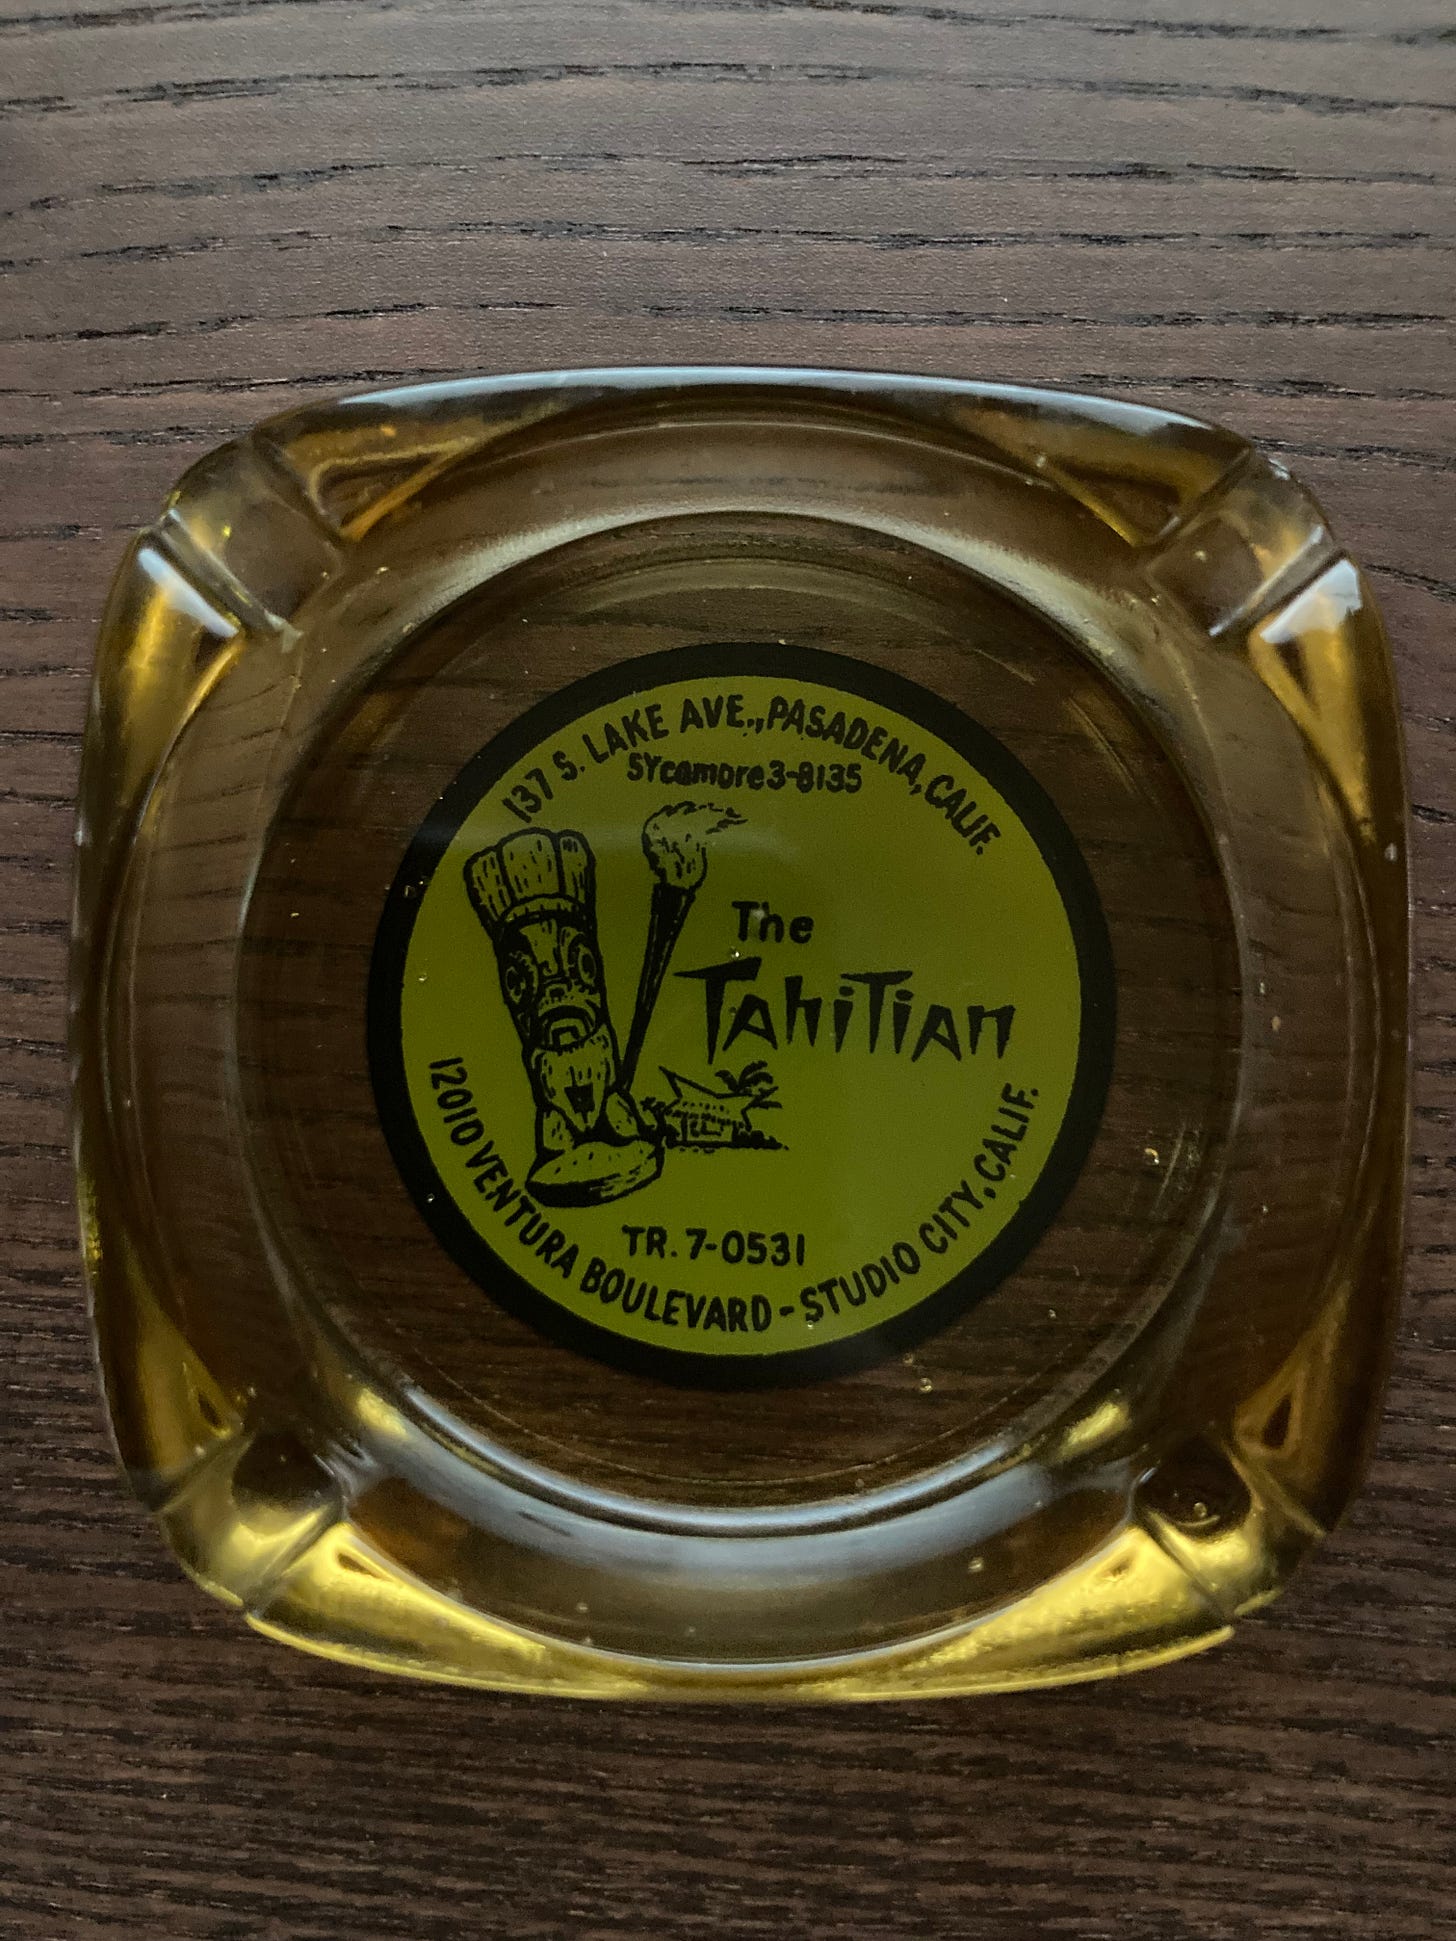 137 S. LAKE AVE., PASADENA, CALIF.
SYcamore 3-8135
The
TAhiTiAn
TR. 7-0531
12010 VENTURA BOULEVARD - STUDIO CITY, CALIF.